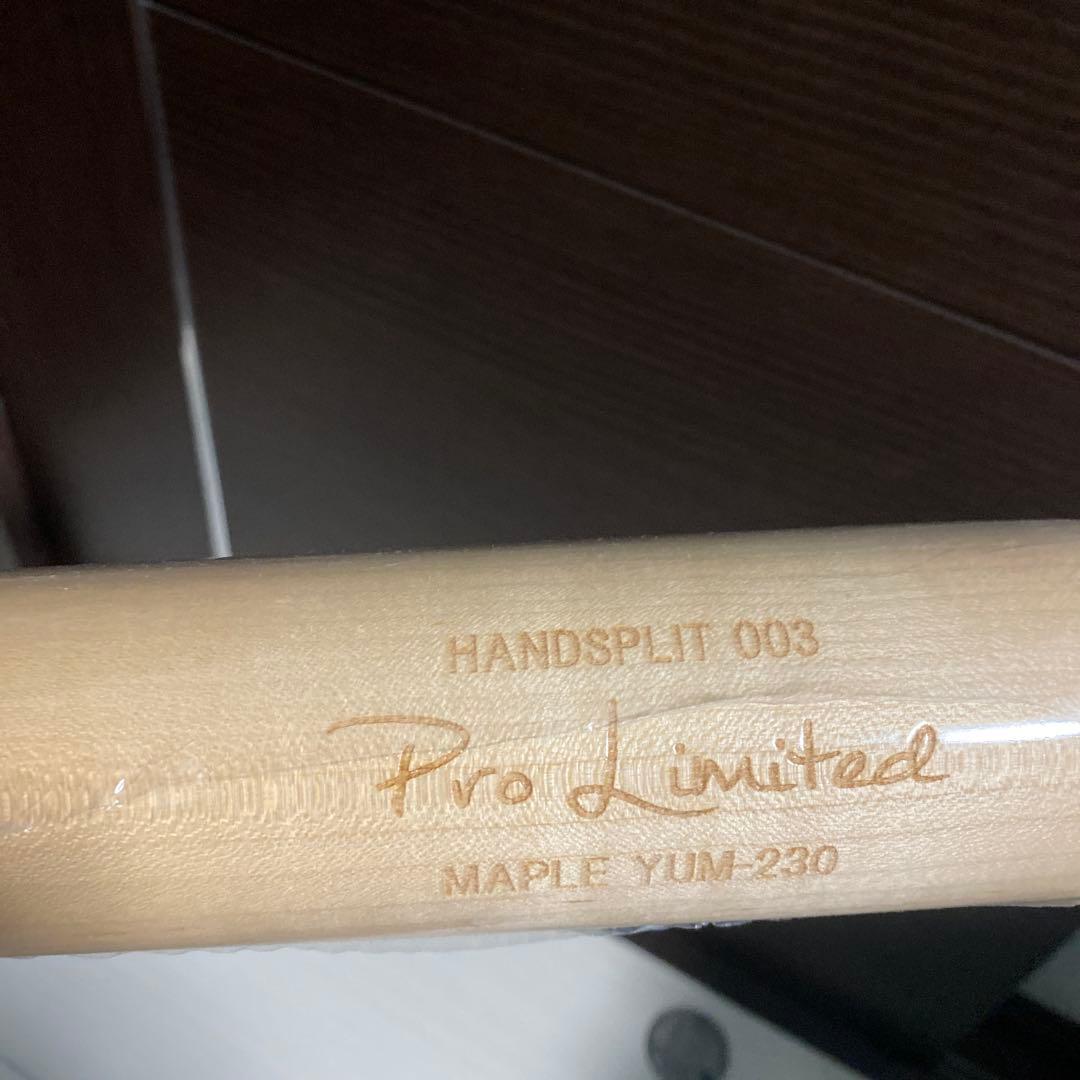 HANDSPLIT 003
Pro Limited
MAPLE YUM-230